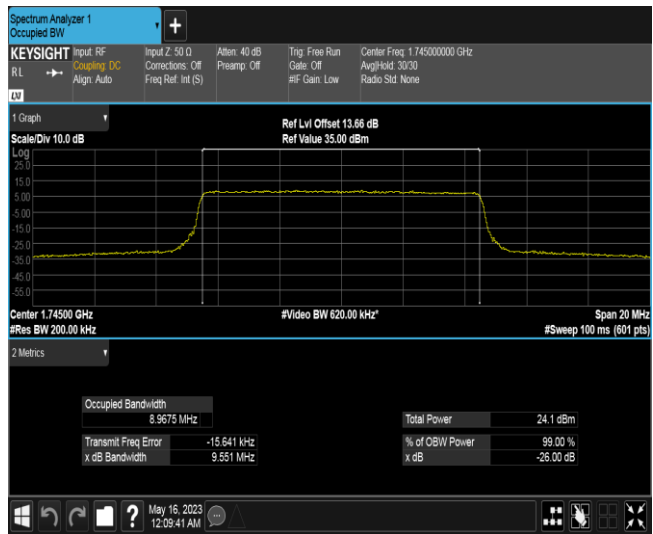 Spectrum Analyzer 1
Occupied BW
+
KEYSIGHT
RL
LXI
Input: RF
Coupling: DC
Align: Auto
Input Z: 50 Ω
Corrections: Off
Freq Ref: Int (S)
Atten: 40 dB
Preamp: Off
Trig: Free Run
Gate: Off
#IF Gain: Low
Center Freq: 1.745000000 GHz
Avg|Hold: 30/30
Radio Std: None
1 Graph
Scale/Div 10.0 dB
Ref Lvl Offset 13.66 dB
Ref Value 35.00 dBm
Log
25.0
15.0
5.00
-5.00
-15.0
-25.0
-35.0
-45.0
-55.0
Center 1.74500 GHz
#Res BW 200.00 kHz
#Video BW 620.00 kHz*
Span 20 MHz
#Sweep 100 ms (601 pts)
2 Metrics
Occupied Bandwidth
8.9675 MHz
Transmit Freq Error -15.641 kHz
x dB Bandwidth 9.551 MHz
Total Power 24.1 dBm
% of OBW Power 99.00 %
x dB -26.00 dB
?
May 16, 2023
12:09:41 AM